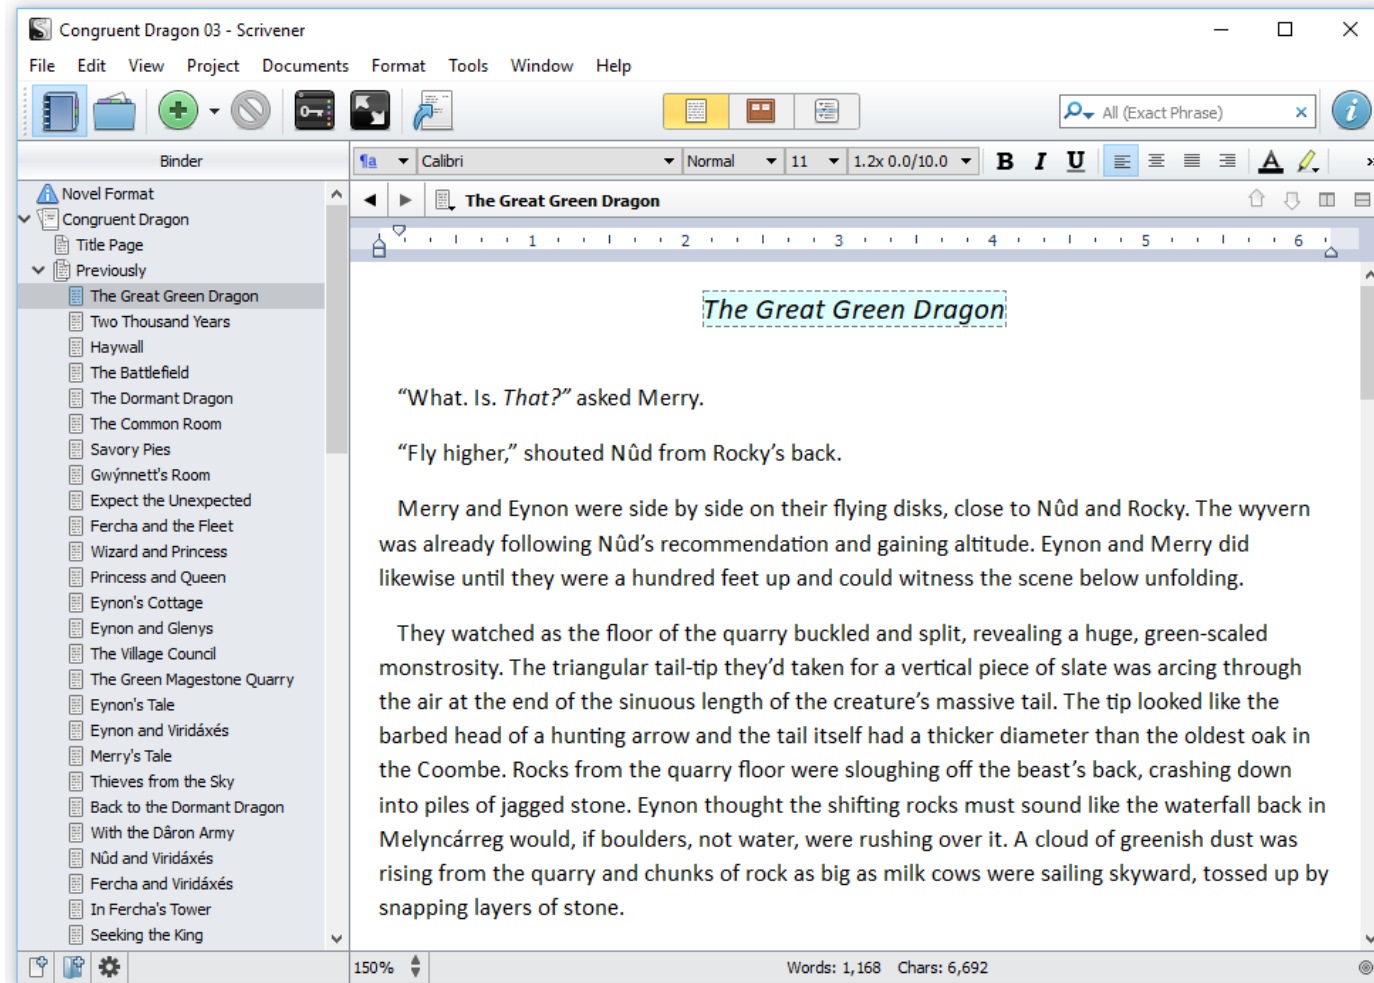 Congruent Dragon 03 - Scrivener
File Edit View Project Documents Format Tools Window Help
All (Exact Phrase)
Binder
¶a Calibri Normal 11 1.2x 0.0/10.0 B I U A
Novel Format
Congruent Dragon
Title Page
Previously
The Great Green Dragon
Two Thousand Years
Haywall
The Battlefield
The Dormant Dragon
The Common Room
Savory Pies
Gwýnnett's Room
Expect the Unexpected
Fercha and the Fleet
Wizard and Princess
Princess and Queen
Eynon's Cottage
Eynon and Glenys
The Village Council
The Green Magestone Quarry
Eynon's Tale
Eynon and Viridáxés
Merry's Tale
Thieves from the Sky
Back to the Dormant Dragon
With the Dâron Army
Nûd and Viridáxés
Fercha and Viridáxés
In Fercha's Tower
Seeking the King
The Great Green Dragon
1 2 3 4 5 6
The Great Green Dragon
“What. Is. That?” asked Merry.
“Fly higher,” shouted Nûd from Rocky’s back.
Merry and Eynon were side by side on their flying disks, close to Nûd and Rocky. The wyvern
was already following Nûd’s recommendation and gaining altitude. Eynon and Merry did
likewise until they were a hundred feet up and could witness the scene below unfolding.
They watched as the floor of the quarry buckled and split, revealing a huge, green-scaled
monstrosity. The triangular tail-tip they’d taken for a vertical piece of slate was arcing through
the air at the end of the sinuous length of the creature’s massive tail. The tip looked like the
barbed head of a hunting arrow and the tail itself had a thicker diameter than the oldest oak in
the Coombe. Rocks from the quarry floor were sloughing off the beast’s back, crashing down
into piles of jagged stone. Eynon thought the shifting rocks must sound like the waterfall back in
Melyncárreg would, if boulders, not water, were rushing over it. A cloud of greenish dust was
rising from the quarry and chunks of rock as big as milk cows were sailing skyward, tossed up by
snapping layers of stone.
150% Words: 1,168 Chars: 6,692